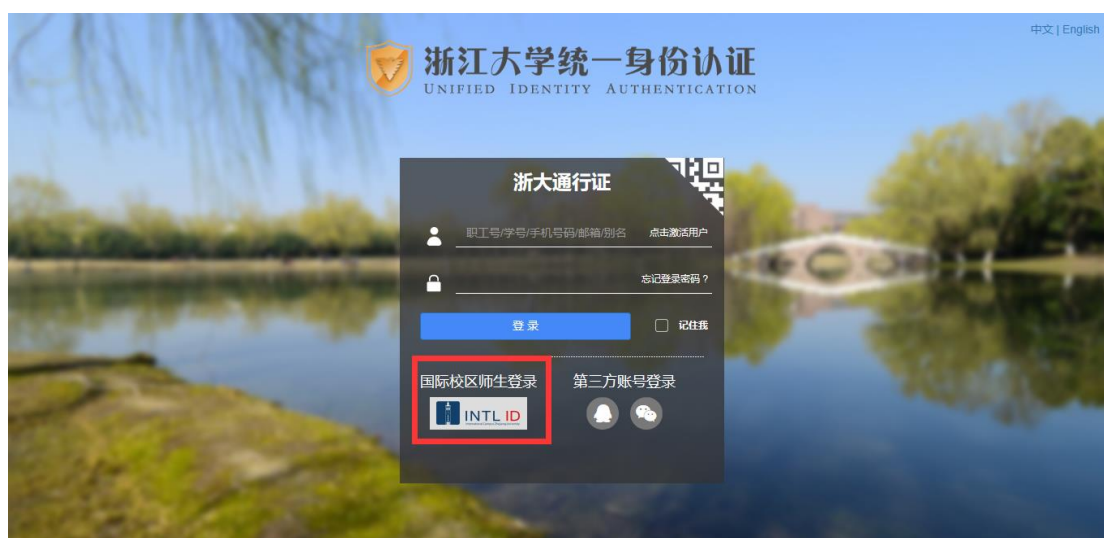 中文 | English
浙江大学统一身份认证
UNIFIED IDENTITY AUTHENTICATION
浙大通行证
职工号/学号/手机号码/邮箱/别名 点击激活用户
忘记登录密码？
登录 记住我
国际校区师生登录 第三方账号登录
INTL ID